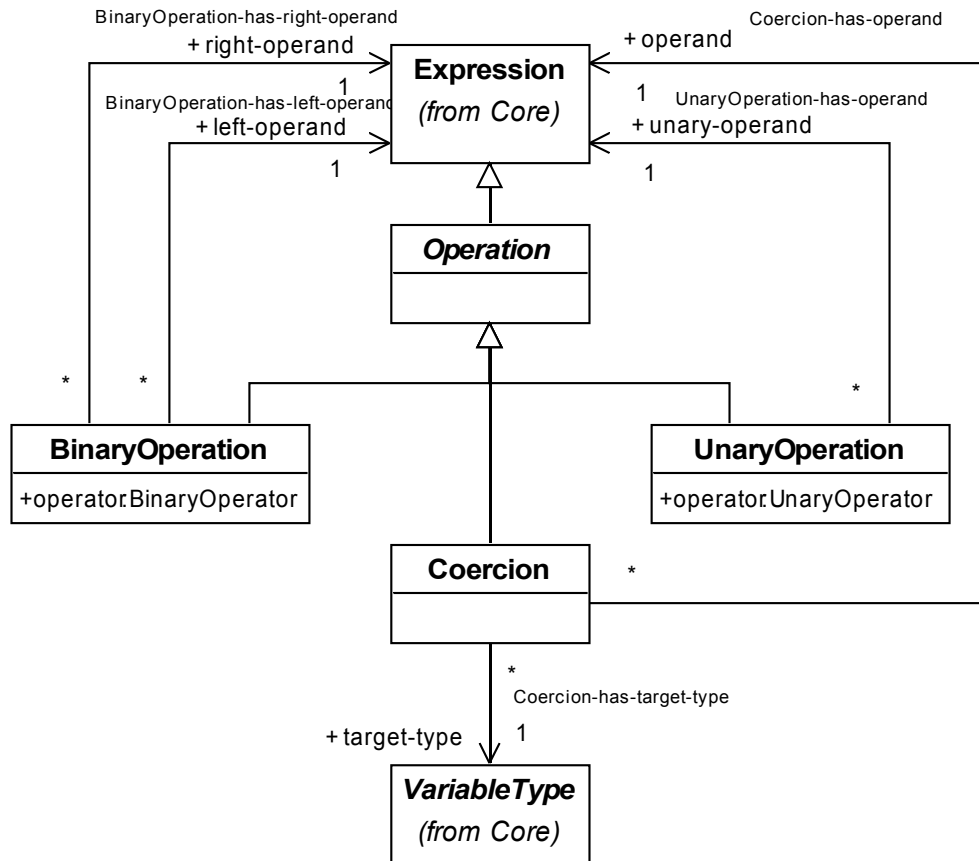 BinaryOperation-has-right-operand
+ right-operand
1
BinaryOperation-has-left-operand
+ left-operand
1
Expression
(from Core)
Coercion-has-operand
+ operand
1
UnaryOperation-has-operand
+ unary-operand
1
Operation
*
*
*
BinaryOperation
+operator:BinaryOperator
UnaryOperation
+operator:UnaryOperator
Coercion
*
*
Coercion-has-target-type
+ target-type
1
VariableType
(from Core)